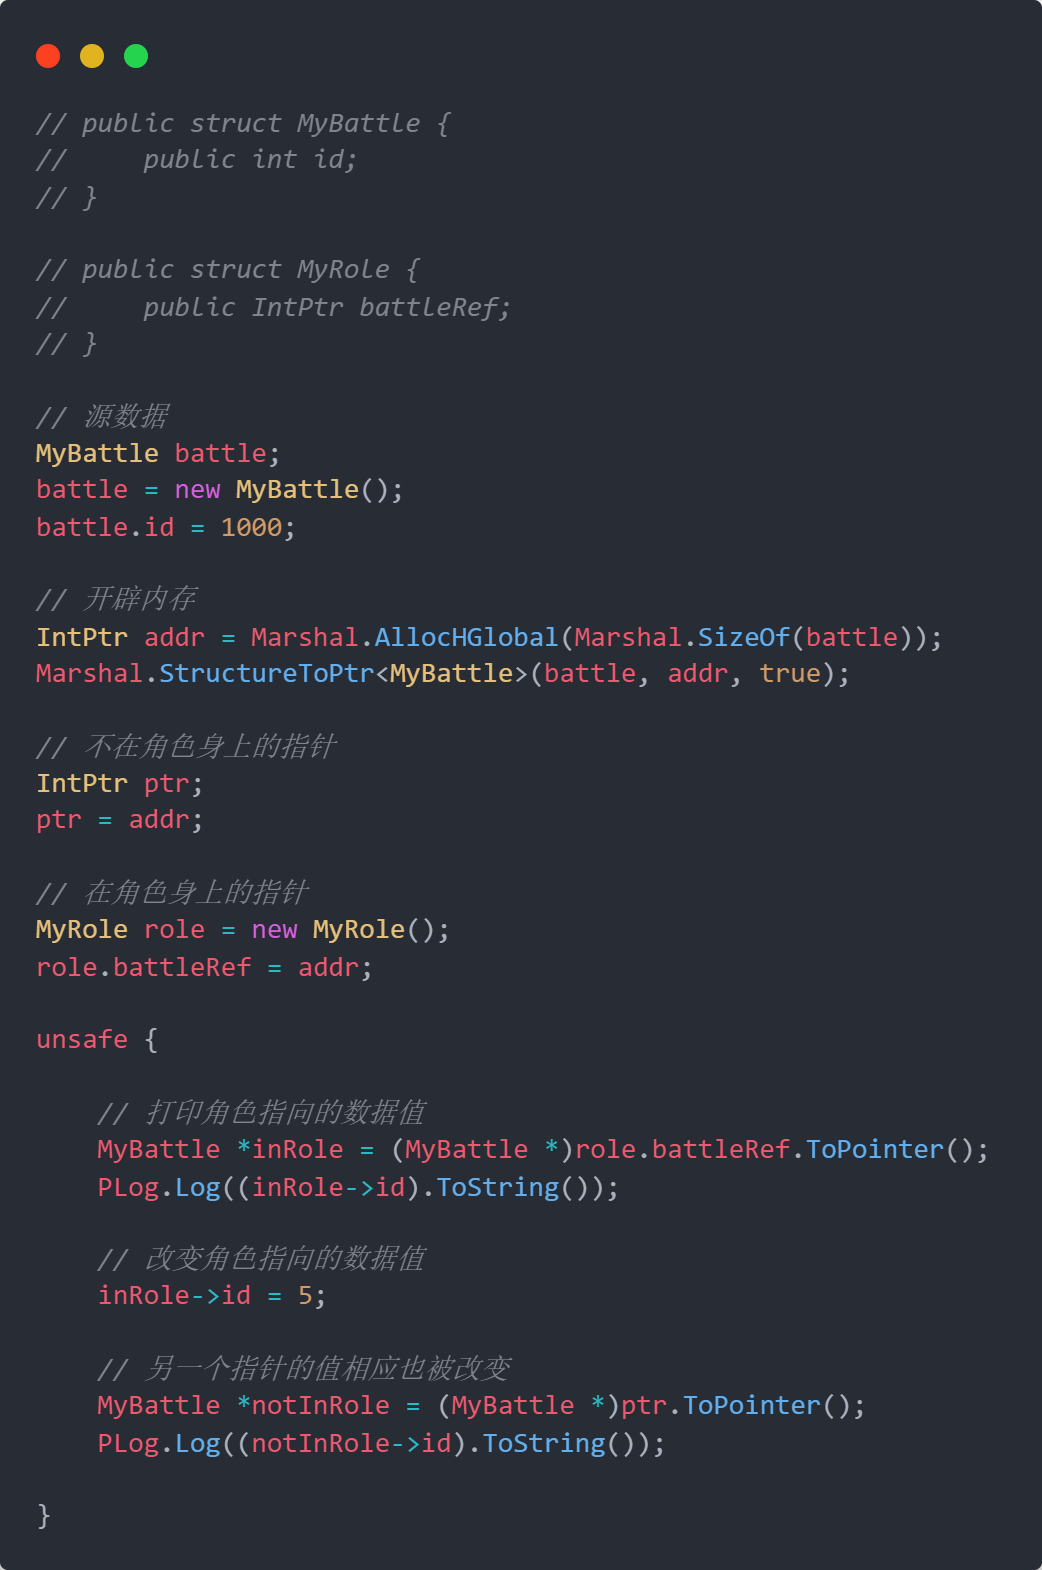 // public struct MyBattle {
//     public int id;
// }
// public struct MyRole {
//     public IntPtr battleRef;
// }
// 源数据
MyBattle battle;
battle = new MyBattle();
battle.id = 1000;
// 开辟内存
IntPtr addr = Marshal.AllocHGlobal(Marshal.SizeOf(battle));
Marshal.StructureToPtr<MyBattle>(battle, addr, true);
// 不在角色身上的指针
IntPtr ptr;
ptr = addr;
// 在角色身上的指针
MyRole role = new MyRole();
role.battleRef = addr;
unsafe {
    // 打印角色指向的数据值
    MyBattle *inRole = (MyBattle *)role.battleRef.ToPointer();
    PLog.Log((inRole->id).ToString());
    // 改变角色指向的数据值
    inRole->id = 5;
    // 另一个指针的值相应也被改变
    MyBattle *notInRole = (MyBattle *)ptr.ToPointer();
    PLog.Log((notInRole->id).ToString());
}